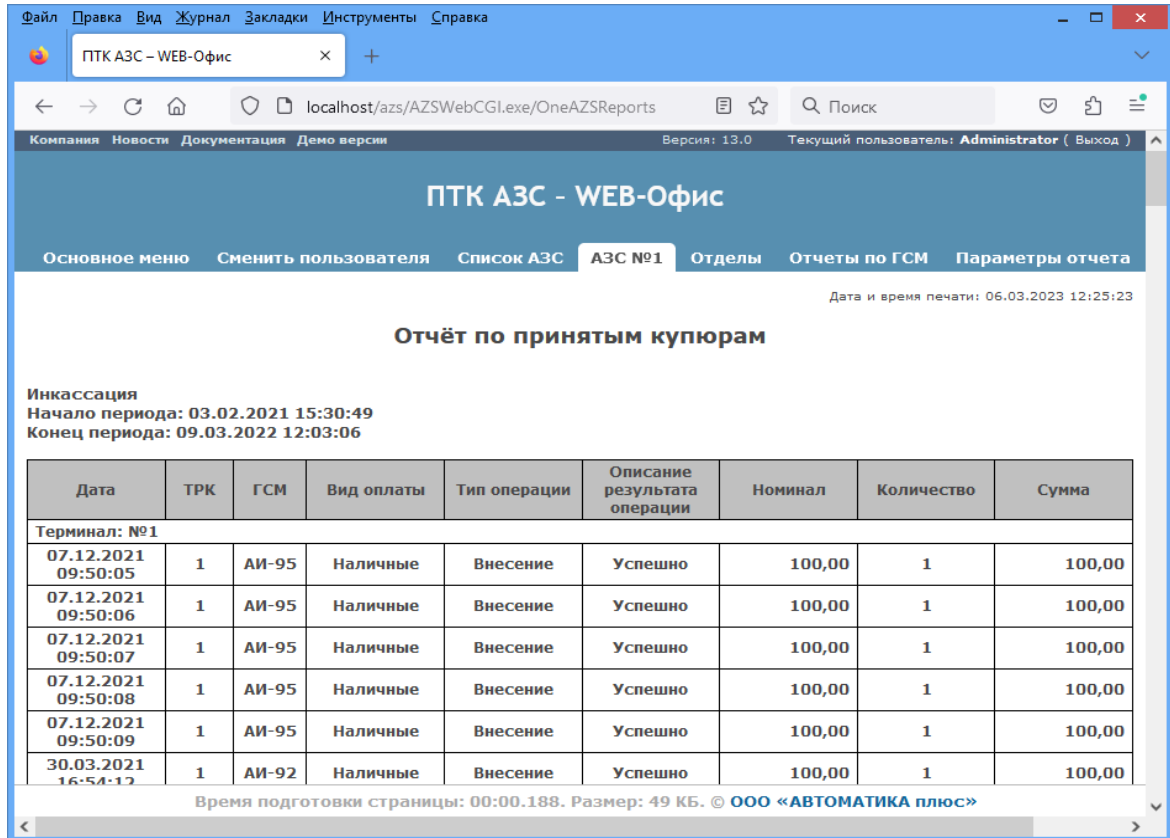 Файл Правка Вид Журнал Закладки Инструменты Справка
ПТК АЗС – WEB-Офис
localhost/azs/AZSWebCGI.exe/OneAZSReports Поиск
Компания Новости Документация Демо версии Версия: 13.0 Текущий пользователь: Administrator ( Выход )
ПТК АЗС – WEB-Офис
Основное меню Сменить пользователя Список АЗС АЗС №1 Отделы Отчеты по ГСМ Параметры отчета
Дата и время печати: 06.03.2023 12:25:23
Отчёт по принятым купюрам
Инкассация
Начало периода: 03.02.2021 15:30:49
Конец периода: 09.03.2022 12:03:06
Дата ТРК ГСМ Вид оплаты Тип операции Описание результата операции Номинал Количество Сумма
Терминал: №1
07.12.2021 09:50:05 1 АИ-95 Наличные Внесение Успешно 100,00 1 100,00
07.12.2021 09:50:06 1 АИ-95 Наличные Внесение Успешно 100,00 1 100,00
07.12.2021 09:50:07 1 АИ-95 Наличные Внесение Успешно 100,00 1 100,00
07.12.2021 09:50:08 1 АИ-95 Наличные Внесение Успешно 100,00 1 100,00
07.12.2021 09:50:09 1 АИ-95 Наличные Внесение Успешно 100,00 1 100,00
30.03.2021 16:54:12 1 АИ-92 Наличные Внесение Успешно 100,00 1 100,00
Время подготовки страницы: 00:00.188. Размер: 49 КБ. © ООО «АВТОМАТИКА плюс»